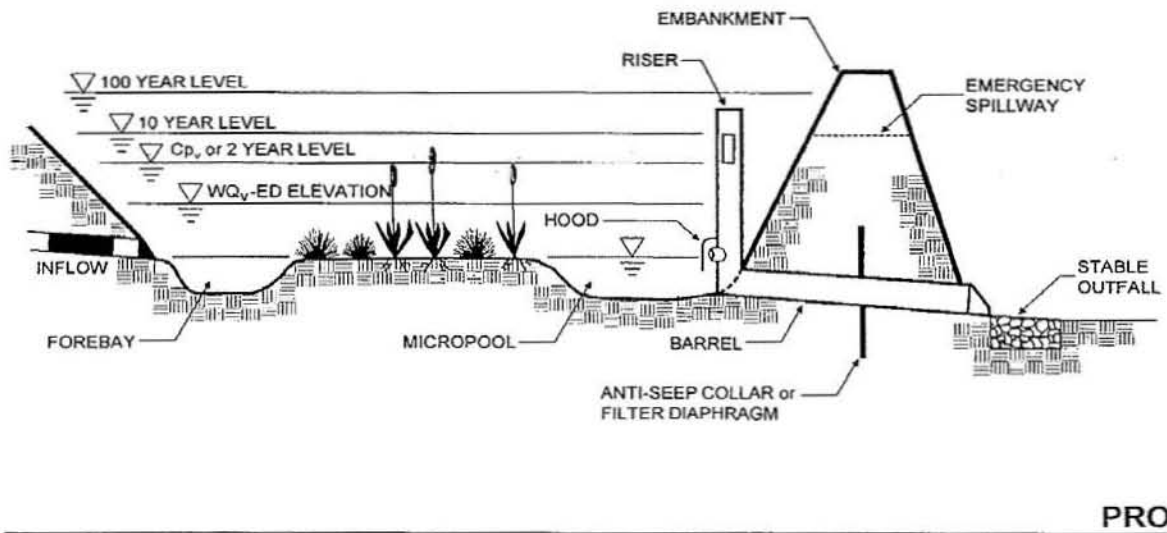 EMBANKMENT
RISER
EMERGENCY
SPILLWAY
100 YEAR LEVEL
10 YEAR LEVEL
Cpv or 2 YEAR LEVEL
WQv-ED ELEVATION
HOOD
INFLOW
STABLE
OUTFALL
FOREBAY
MICROPOOL
BARREL
ANTI-SEEP COLLAR or
FILTER DIAPHRAGM
PRO